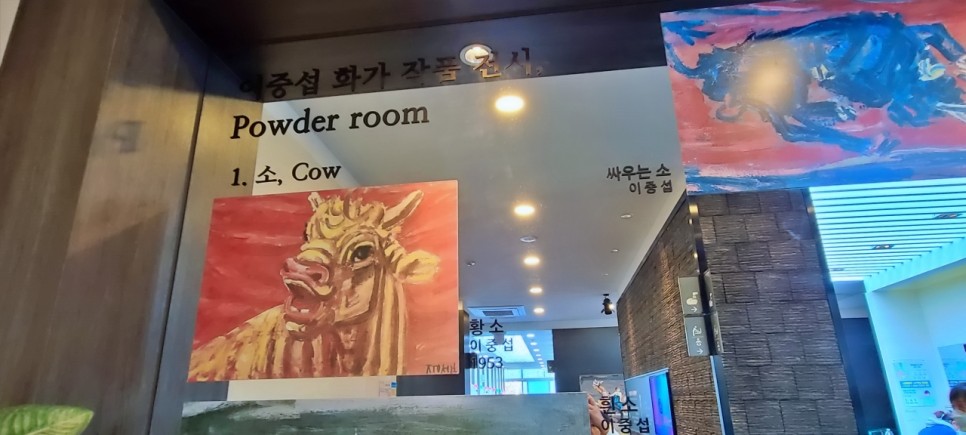 이중섭 화가 작품 전시,
Powder room
1. 소, Cow
싸우는 소
이중섭
황소
이중섭
1953
흰소
이중섭